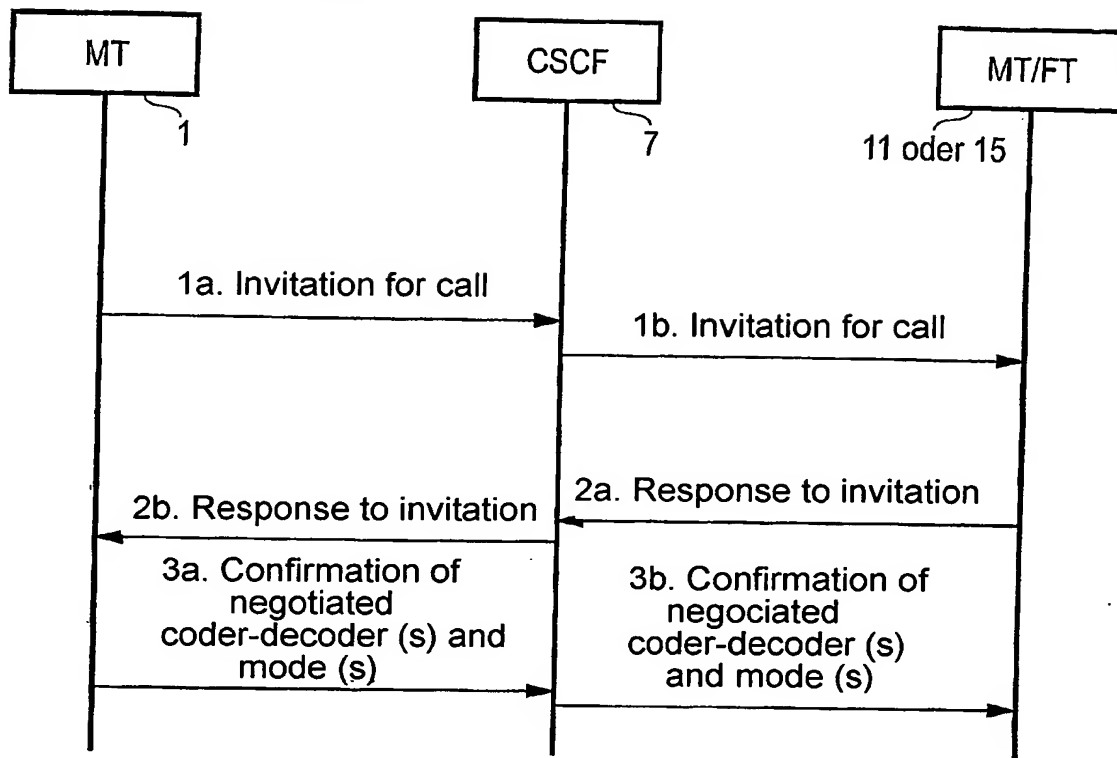 MT
CSCF
MT/FT
1
7
11 oder 15
1a. Invitation for call
1b. Invitation for call
2a. Response to invitation
2b. Response to invitation
3a. Confirmation of
negotiated
coder-decoder (s) and
mode (s)
3b. Confirmation of
negociated
coder-decoder (s)
and mode (s)